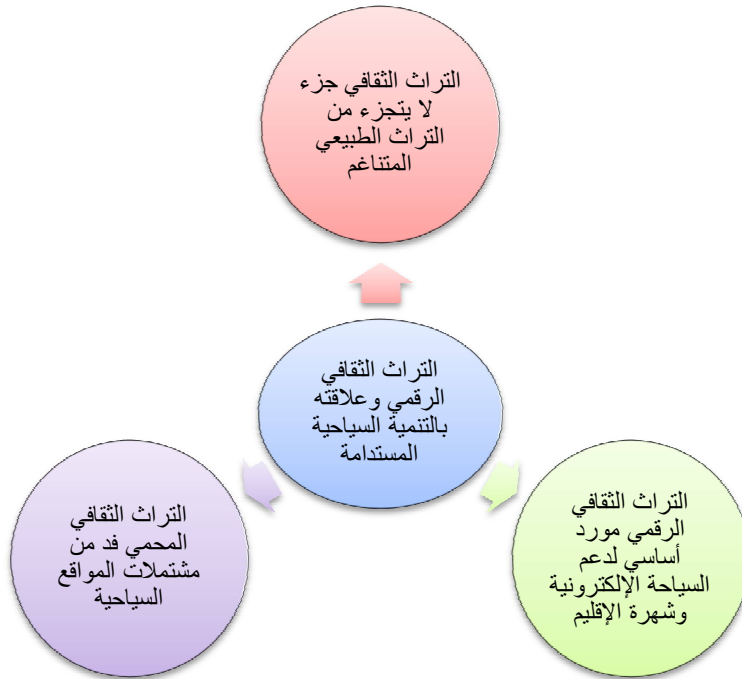 التراث الثقافي جزء
لا يتجزء من
التراث الطبيعي
المتناغم
التراث الثقافي
الرقمي وعلاقته
بالتنمية السياحية
المستدامة
التراث الثقافي
الرقمي مورد
أساسي لدعم
السياحة الإلكترونية
وشهرة الإقليم
التراث الثقافي
المحمي فد من
مشتملات المواقع
السياحية